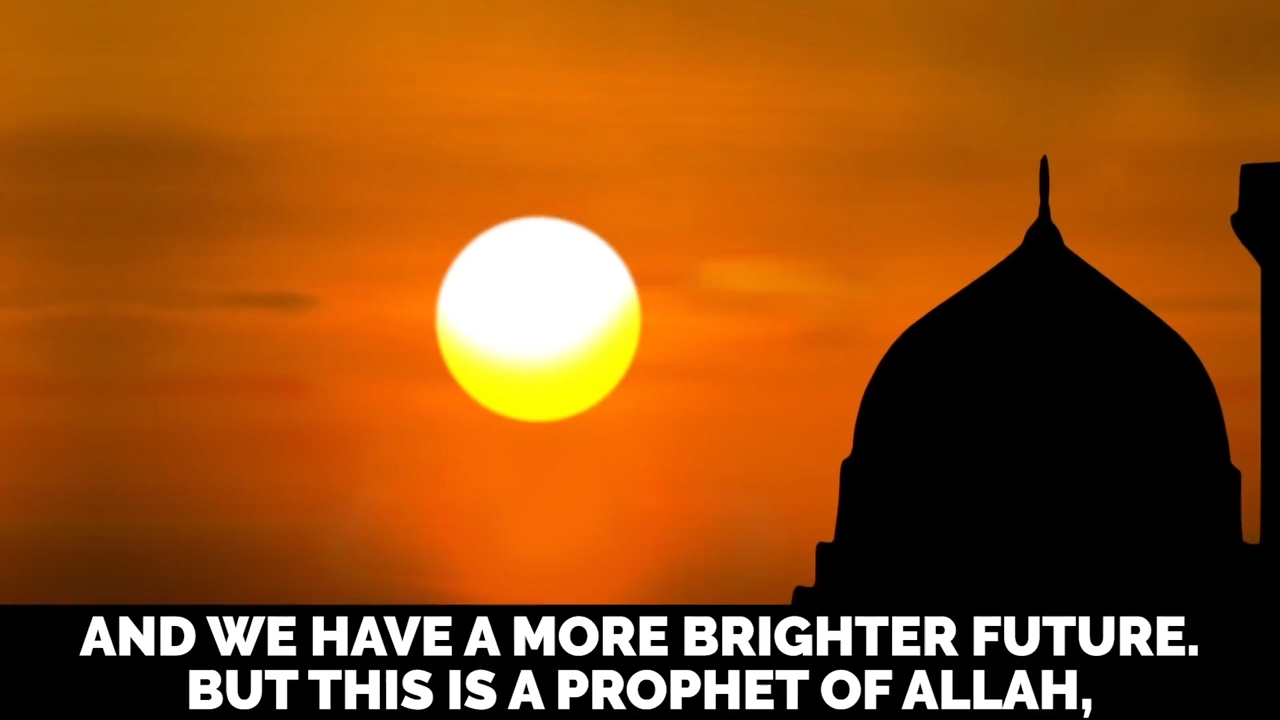 AND WE HAVE A MORE BRIGHTER FUTURE.
BUT THIS IS A PROPHET OF ALLAH,